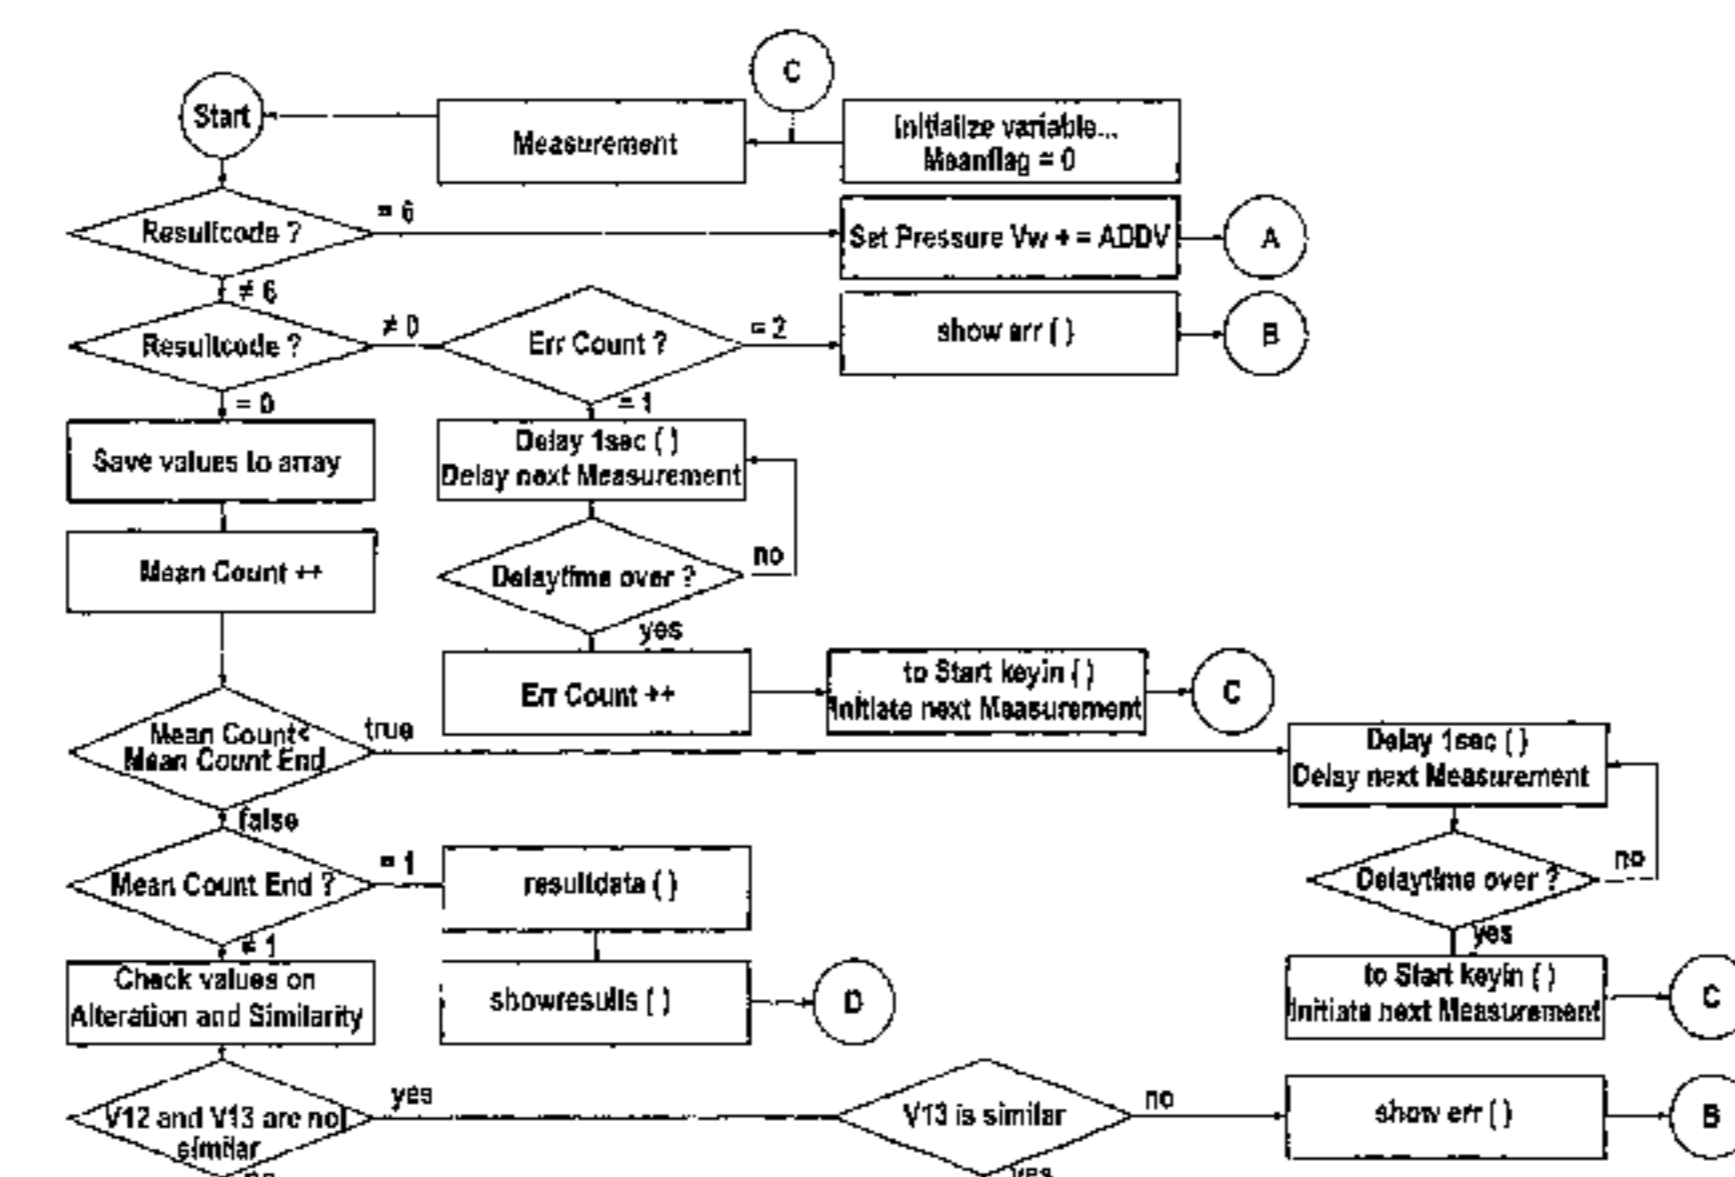 C
Start
Measurement
Initialize variable...
Meanflag = 0
Resultcode ?
= 6
Set Pressure Vw + = ADDV
A
≠ 6
Resultcode ?
≠ 0
Err Count ?
= 2
show err ( )
B
= 0
= 1
Save values to array
Delay 1sec ( )
Delay next Measurement
Mean Count ++
Delaytime over ?
no
yes
Err Count ++
to Start keyin ( )
Initiate next Measurement
C
Mean Count<
Mean Count End
true
Delay 1sec ( )
Delay next Measurement
false
Mean Count End ?
= 1
resultdata ( )
Delaytime over ?
no
≠ 1
yes
Check values on
Alteration and Similarity
showresults ( )
D
to Start keyin ( )
Initiate next Measurement
C
V12 and V13 are not
similar
yes
V13 is similar
no
show err ( )
B
no
yes